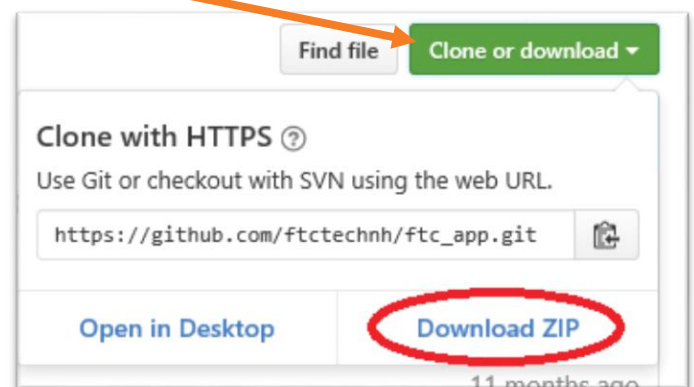 Find file Clone or download
Clone with HTTPS ?
Use Git or checkout with SVN using the web URL.
https://github.com/ftctechnh/ftc_app.git
Open in Desktop Download ZIP
11 months ago